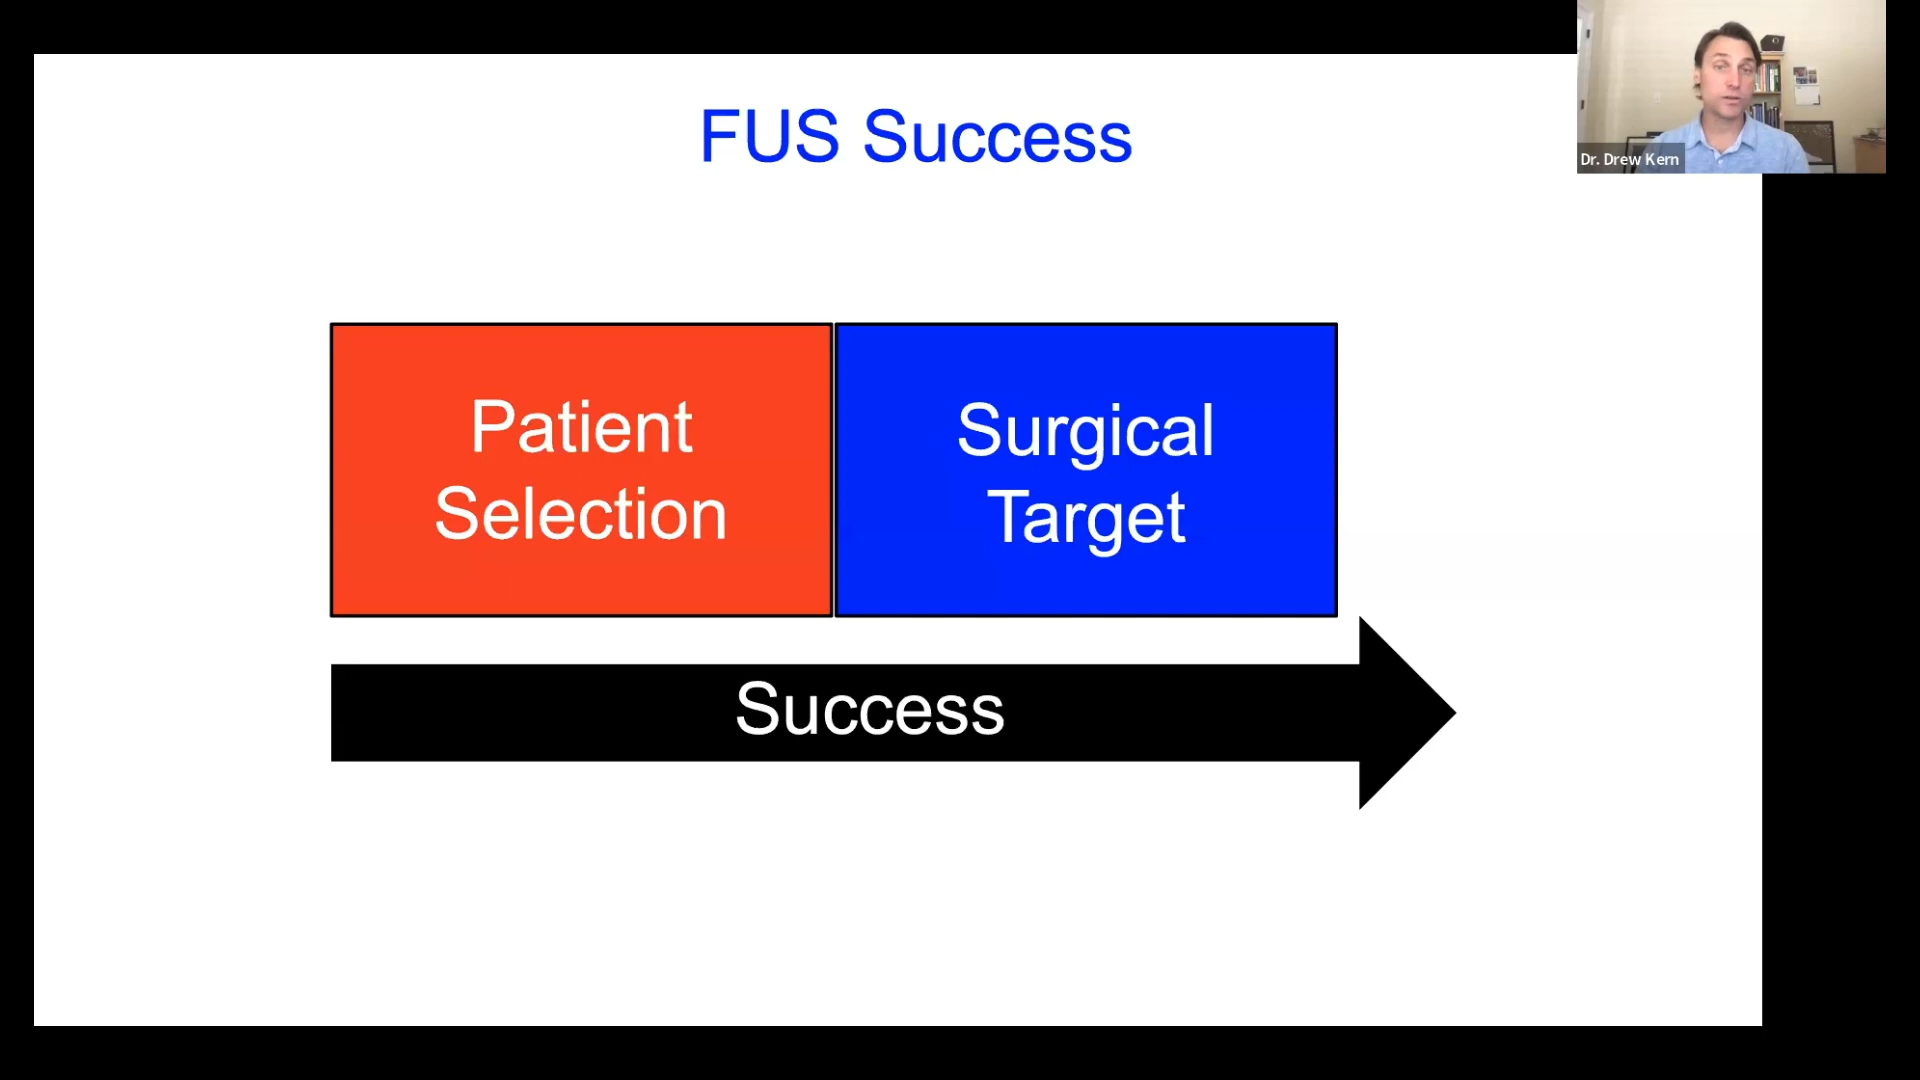 FUS Success
Dr. Drew Kern
Patient
Selection
Surgical
Target
Success